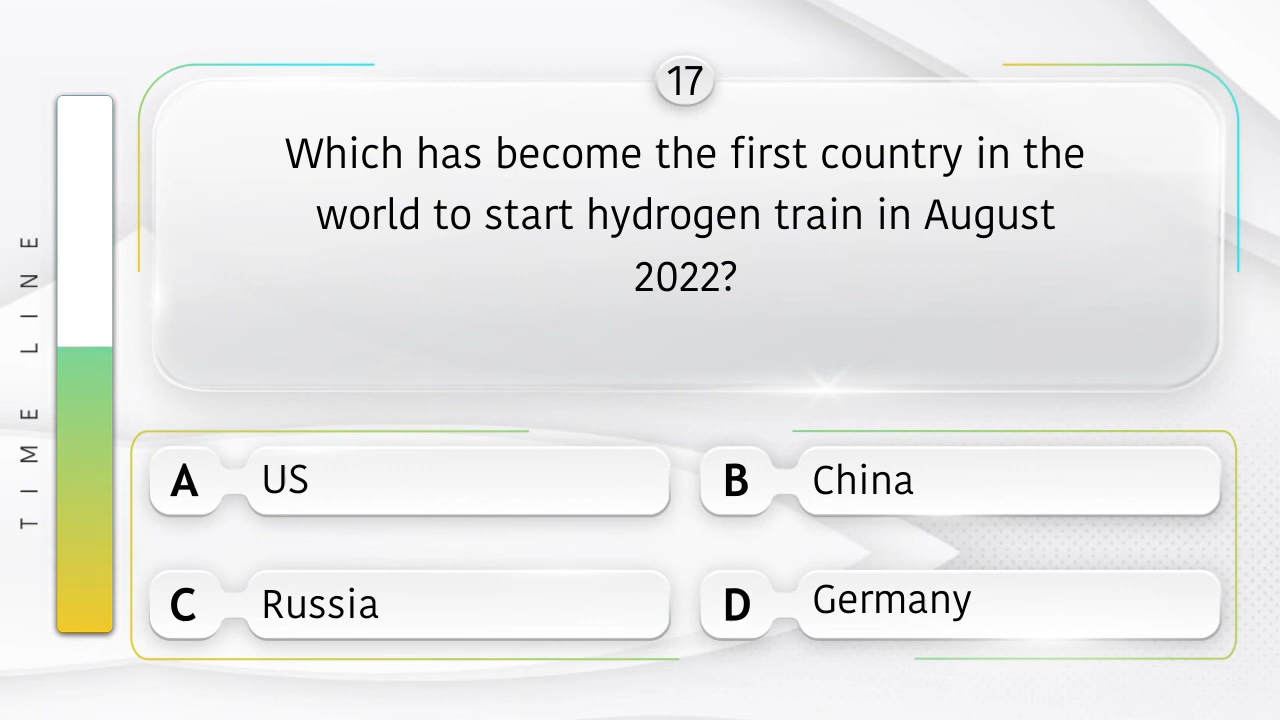 17
Which has become the first country in the
world to start hydrogen train in August
2022?
TIME LINE
A US
B China
C Russia
D Germany